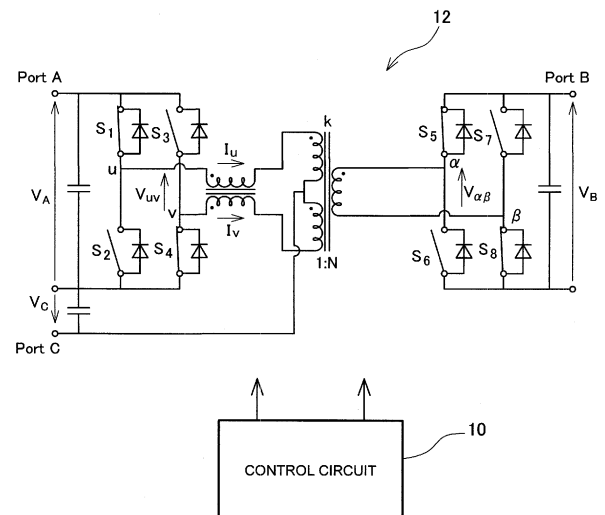 12
Port A
Port B
k
S1
S3
S5
S7
Iu
u
α
VA
Vuv
Vαβ
VB
v
Iv
β
S2
S4
S6
S8
1:N
VC
Port C
10
CONTROL CIRCUIT